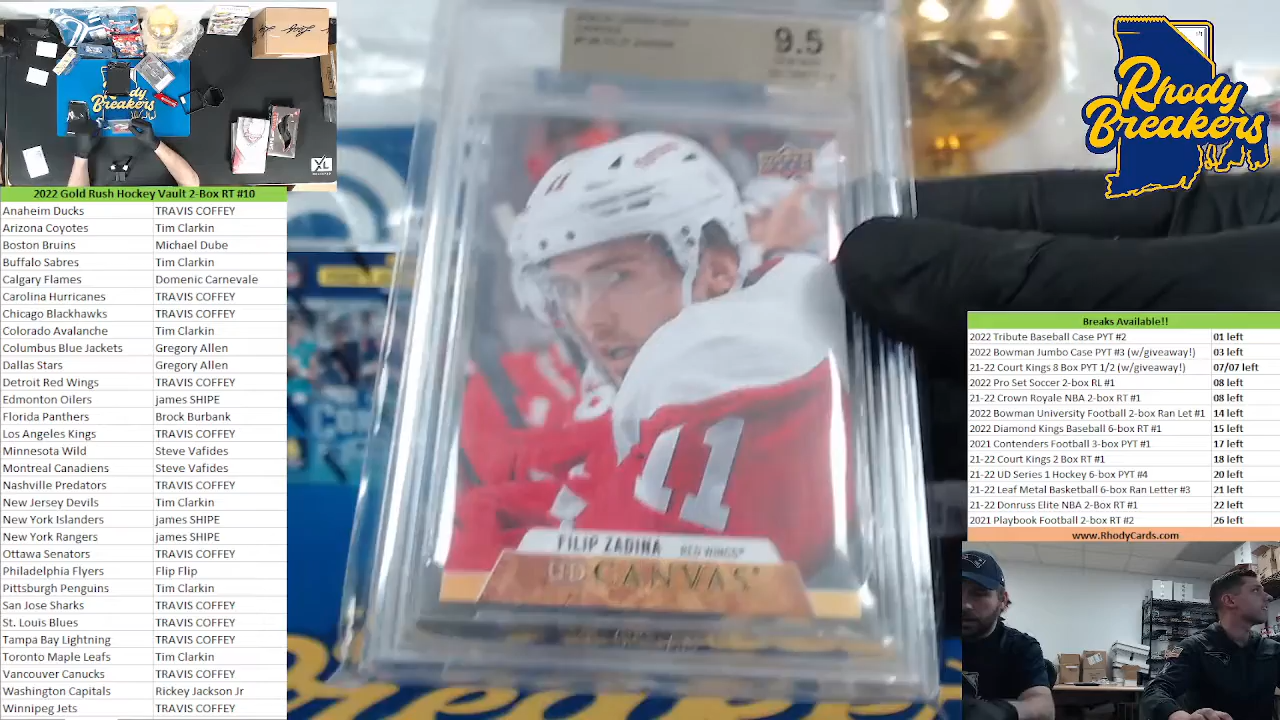 Rhody
Breakers
2022 Gold Rush Hockey Vault 2-Box RT #10
Anaheim Ducks TRAVIS COFFEY
Arizona Coyotes Tim Clarkin
Boston Bruins Michael Dube
Buffalo Sabres Tim Clarkin
Calgary Flames Domenic Carnevale
Carolina Hurricanes TRAVIS COFFEY
Chicago Blackhawks TRAVIS COFFEY
Colorado Avalanche Tim Clarkin
Columbus Blue Jackets Gregory Allen
Dallas Stars Gregory Allen
Detroit Red Wings TRAVIS COFFEY
Edmonton Oilers james SHIPE
Florida Panthers Brock Burbank
Los Angeles Kings TRAVIS COFFEY
Minnesota Wild Steve Vafides
Montreal Canadiens Steve Vafides
Nashville Predators TRAVIS COFFEY
New Jersey Devils Tim Clarkin
New York Islanders james SHIPE
New York Rangers james SHIPE
Ottawa Senators TRAVIS COFFEY
Philadelphia Flyers Flip Flip
Pittsburgh Penguins Tim Clarkin
San Jose Sharks TRAVIS COFFEY
St. Louis Blues TRAVIS COFFEY
Tampa Bay Lightning TRAVIS COFFEY
Toronto Maple Leafs Tim Clarkin
Vancouver Canucks TRAVIS COFFEY
Washington Capitals Rickey Jackson Jr
Winnipeg Jets TRAVIS COFFEY
9.5
11
11
FILIP ZADINA RED WINGS
UD CANVAS
Breakers
Rhody
Breakers
Breaks Available!!
2022 Tribute Baseball Case PYT #2 01 left
2022 Bowman Jumbo Case PYT #3 (w/giveaway!) 03 left
21-22 Court Kings 8 Box PYT 1/2 (w/giveaway!) 07/07 left
2022 Pro Set Soccer 2-box RL #1 08 left
21-22 Crown Royale NBA 2-box RT #1 08 left
2022 Bowman University Football 2-box Ran Let #1 14 left
2022 Diamond Kings Baseball 6-box RT #1 15 left
2021 Contenders Football 3-box PYT #1 17 left
21-22 Court Kings 2 Box RT #1 18 left
21-22 UD Series 1 Hockey 6-box PYT #4 20 left
21-22 Leaf Metal Basketball 6-box Ran Letter #3 21 left
21-22 Donruss Elite NBA 2-Box RT #1 22 left
2021 Playbook Football 2-box RT #2 26 left
www.RhodyCards.com